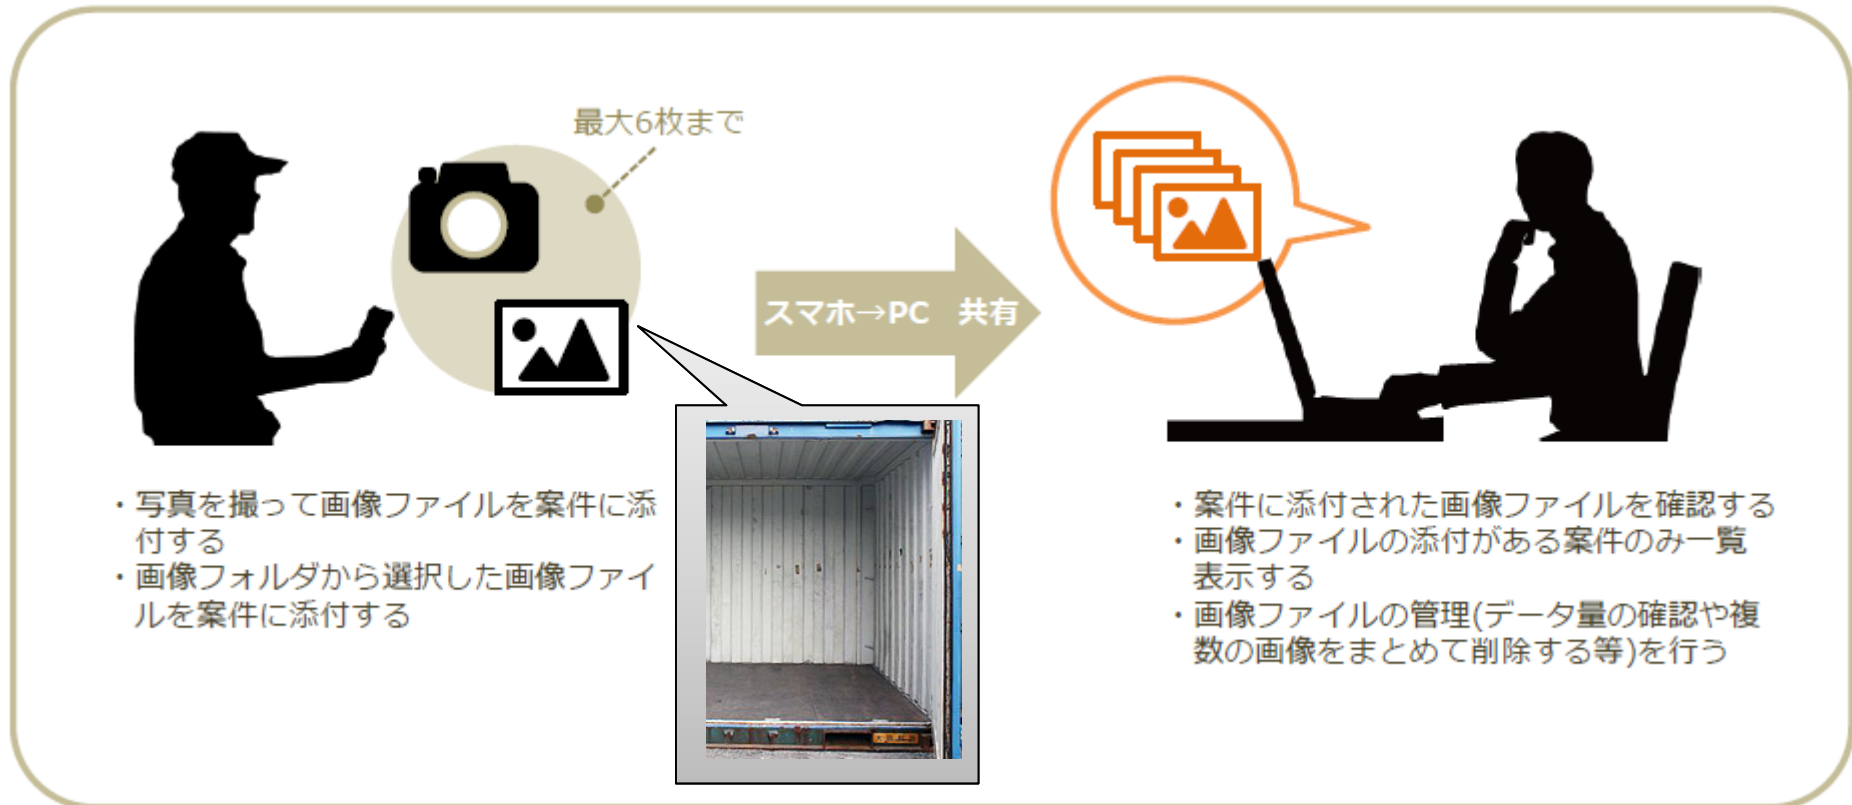 最大6枚まで
スマホ→PC　共有
・写真を撮って画像ファイルを案件に添
付する
・画像フォルダから選択した画像ファイ
ルを案件に添付する
・案件に添付された画像ファイルを確認する
・画像ファイルの添付がある案件のみ一覧
表示する
・画像ファイルの管理(データ量の確認や複
数の画像をまとめて削除する等)を行う